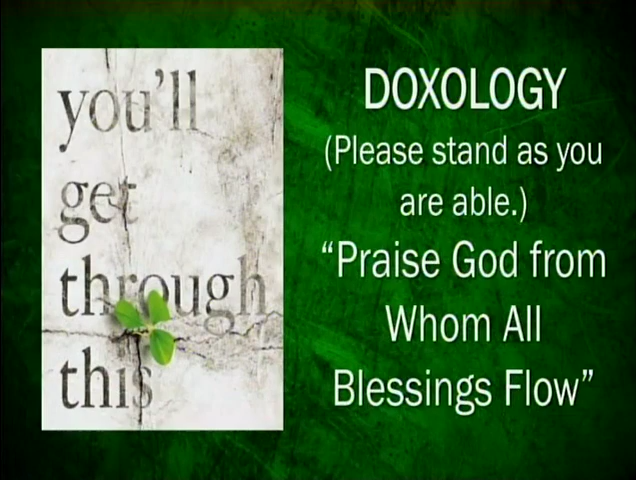 you'll
get
through
this
DOXOLOGY
(Please stand as you
are able.)
“Praise God from
Whom All
Blessings Flow”